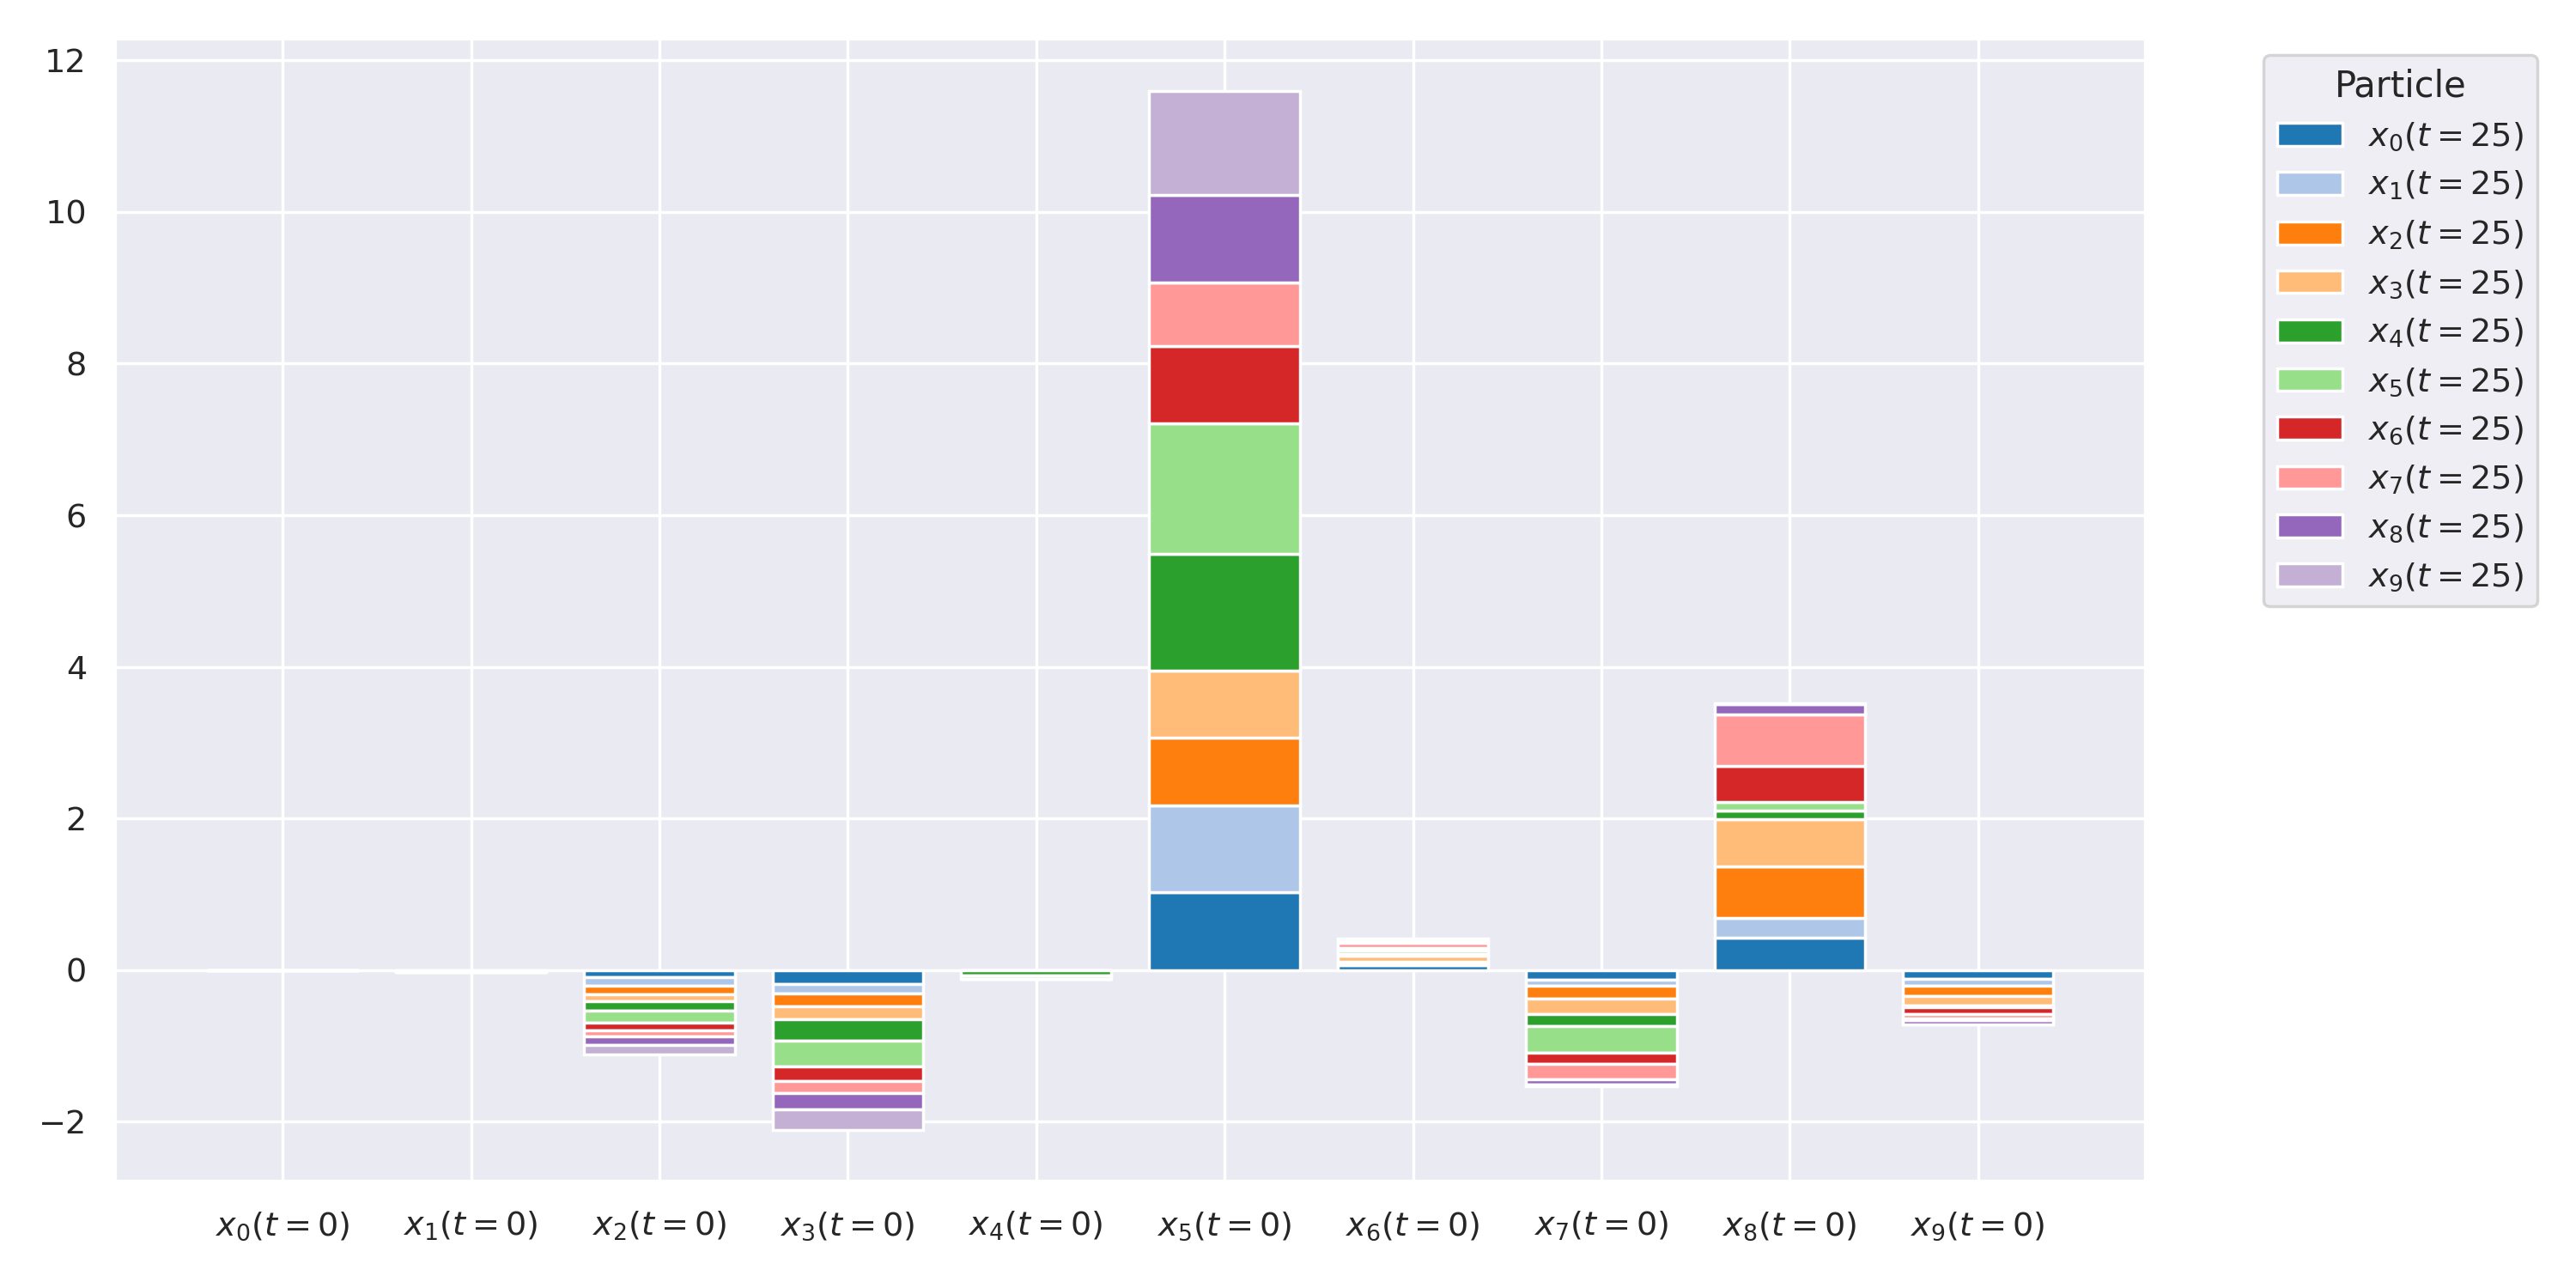 12
10
8
6
4
2
0
−2
x₀(t = 0) x₁(t = 0) x₂(t = 0) x₃(t = 0) x₄(t = 0) x₅(t = 0) x₆(t = 0) x₇(t = 0) x₈(t = 0) x₉(t = 0)
Particle
x₀(t = 25)
x₁(t = 25)
x₂(t = 25)
x₃(t = 25)
x₄(t = 25)
x₅(t = 25)
x₆(t = 25)
x₇(t = 25)
x₈(t = 25)
x₉(t = 25)